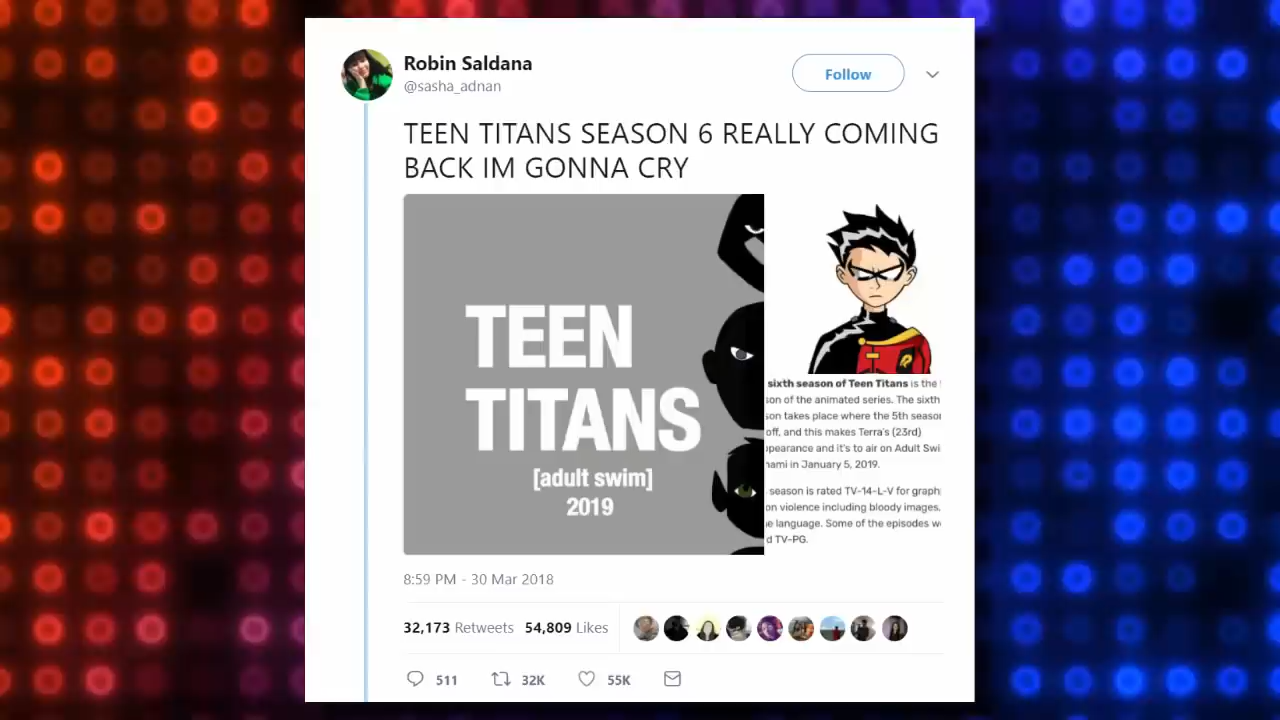 Robin Saldana
@sasha_adnan
Follow
TEEN TITANS SEASON 6 REALLY COMING
BACK IM GONNA CRY
TEEN
TITANS
[adult swim]
2019
R
sixth season of Teen Titans is the
son of the animated series. The sixth
son takes place where the 5th seasor
off, and this makes Terra's (23rd)
pearance and it's to air on Adult Swi
nami in January 5, 2019.
season is rated TV-14-L-V for graph
on violence including bloody images,
e language. Some of the episodes w
d TV-PG.
8:59 PM - 30 Mar 2018
32,173 Retweets 54,809 Likes
511 32K 55K